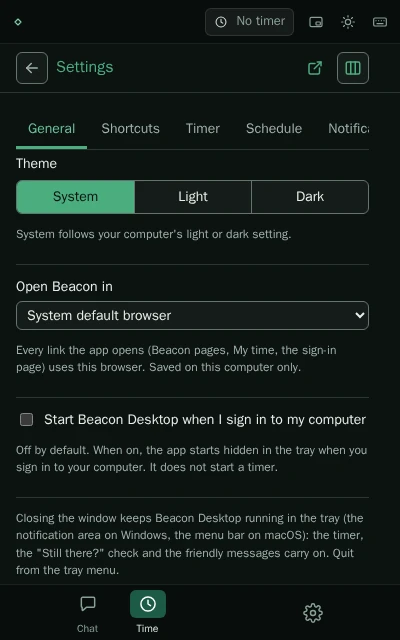 No timer
Settings
General Shortcuts Timer Schedule Notifica
Theme
System Light Dark
System follows your computer's light or dark setting.
Open Beacon in
System default browser
Every link the app opens (Beacon pages, My time, the sign-in
page) uses this browser. Saved on this computer only.
Start Beacon Desktop when I sign in to my computer
Off by default. When on, the app starts hidden in the tray when you
sign in to your computer. It does not start a timer.
Closing the window keeps Beacon Desktop running in the tray (the
notification area on Windows, the menu bar on macOS): the timer,
the "Still there?" check and the friendly messages carry on. Quit
from the tray menu.
Chat Time